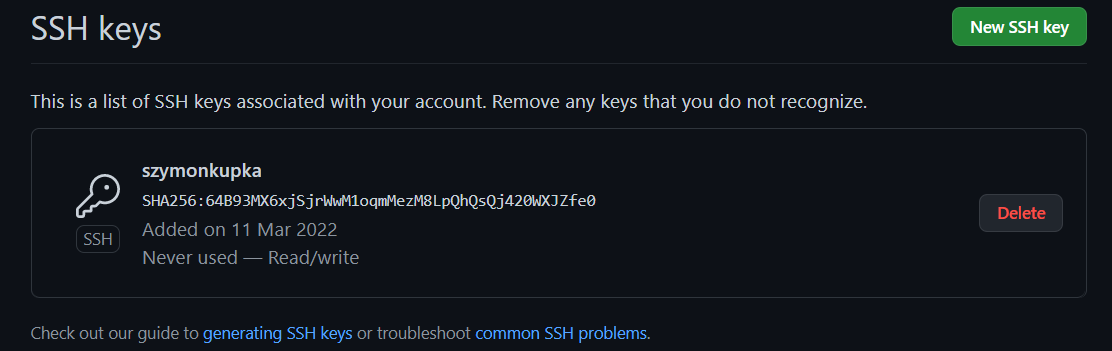 SSH keys
New SSH key
This is a list of SSH keys associated with your account. Remove any keys that you do not recognize.
szymonkupka
SHA256:64B93MX6xjSjrWwM1oqmMezM8LpQhQsQj420WXJZfe0
SSH
Added on 11 Mar 2022
Never used — Read/write
Delete
Check out our guide to generating SSH keys or troubleshoot common SSH problems.